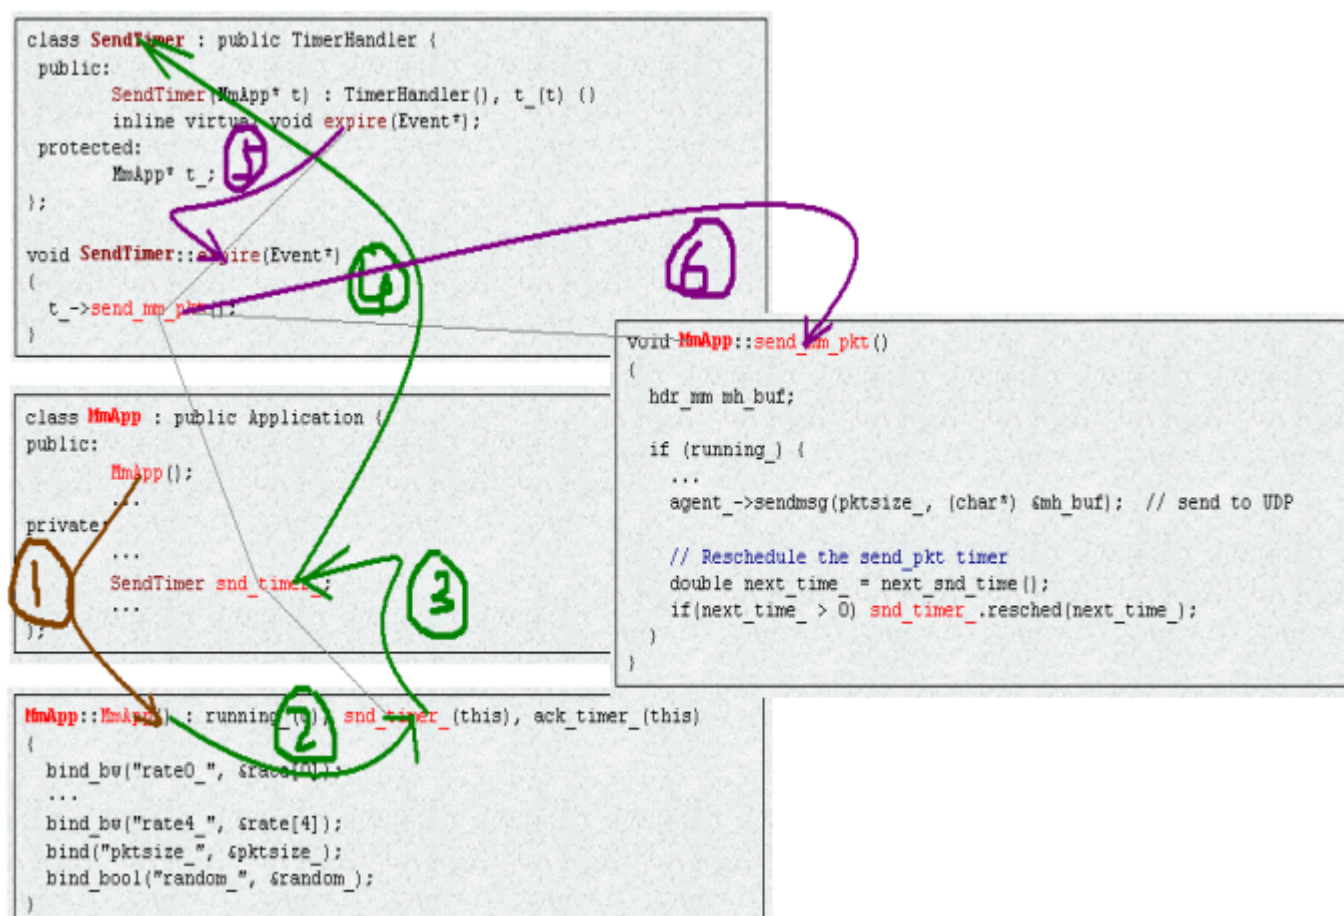 class SendTimer : public TimerHandler {
public:
SendTimer(MmApp* t) : TimerHandler(), t_(t) {}
inline virtual void expire(Event*);
protected:
MmApp* t_;
5
};
void SendTimer::expire(Event*)
{
4
6
t_->send_mm_pkt();
}
class MmApp : public Application {
public:
MmApp();
...
private:
...
1
SendTimer snd_timer_;
3
...
};
void MmApp::send_mm_pkt()
{
hdr_mm mh_buf;
if (running_) {
...
agent_->sendmsg(pktsize_, (char*) &mh_buf); // send to UDP
// Reschedule the send_pkt timer
double next_time_ = next_snd_time();
if(next_time_ > 0) snd_timer_.resched(next_time_);
}
}
MmApp::MmApp() : running_(0), snd_timer_(this), ack_timer_(this)
2
{
bind_bw("rate0_", &rate[0]);
...
bind_bw("rate4_", &rate[4]);
bind("pktsize_", &pktsize_);
bind_bool("random_", &random_);
}